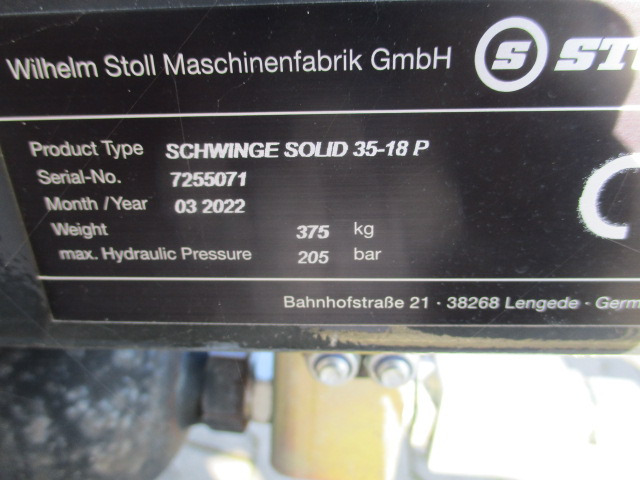 Wilhelm Stoll Maschinenfabrik GmbH S
Product Type SCHWINGE SOLID 35-18 P
Serial-No. 7255071
Month /Year 03 2022
Weight 375 kg
max. Hydraulic Pressure 205 bar
Bahnhofstraße 21 · 38268 Lengede · Germ